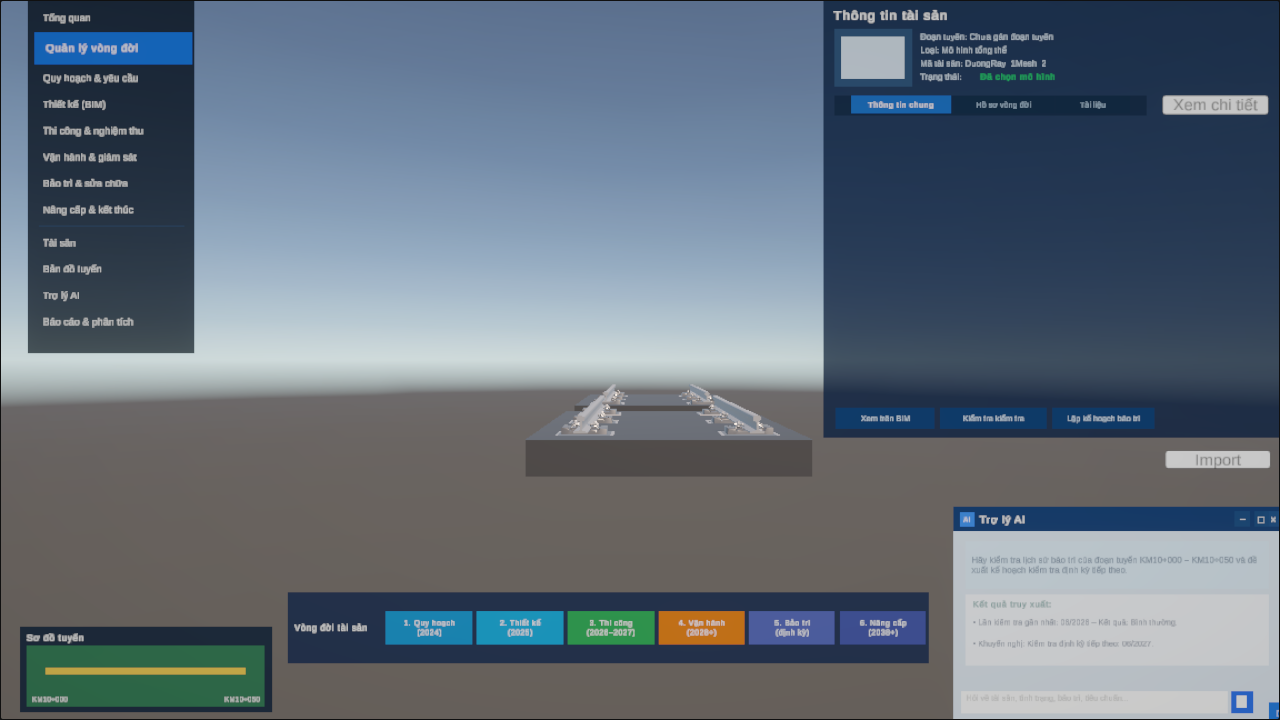 Tổng quan
Quản lý vòng đời
Quy hoạch & yêu cầu
Thiết kế (BIM)
Thi công & nghiệm thu
Vận hành & giám sát
Bảo trì & sửa chữa
Nâng cấp & kết thúc
Tài sản
Bản đồ tuyến
Trợ lý AI
Báo cáo & phân tích
Thông tin tài sản
Đoạn tuyến: Chưa gán đoạn tuyến
Loại: Mô hình tổng thể
Mã tài sản: DuongRay_1Mesh_2
Trạng thái: Đã chọn mô hình
Thông tin chung
Hồ sơ vòng đời
Tài liệu
Xem chi tiết
Xem trên BIM
Kiểm tra kiểm tra
Lập kế hoạch bảo trì
Import
AI Trợ lý AI
Hãy kiểm tra lịch sử bảo trì của đoạn tuyến KM10+000 – KM10+050 và đề
xuất kế hoạch kiểm tra định kỳ tiếp theo.
Kết quả truy xuất:
• Lần kiểm tra gần nhất: 06/2026 – Kết quả: Bình thường.
• Khuyến nghị: Kiểm tra định kỳ tiếp theo: 06/2027.
Vòng đời tài sản
1. Quy hoạch
(2024)
2. Thiết kế
(2025)
3. Thi công
(2026–2027)
4. Vận hành
(2028+)
5. Bảo trì
(định kỳ)
6. Nâng cấp
(2038+)
Sơ đồ tuyến
KM10+000
KM10+050